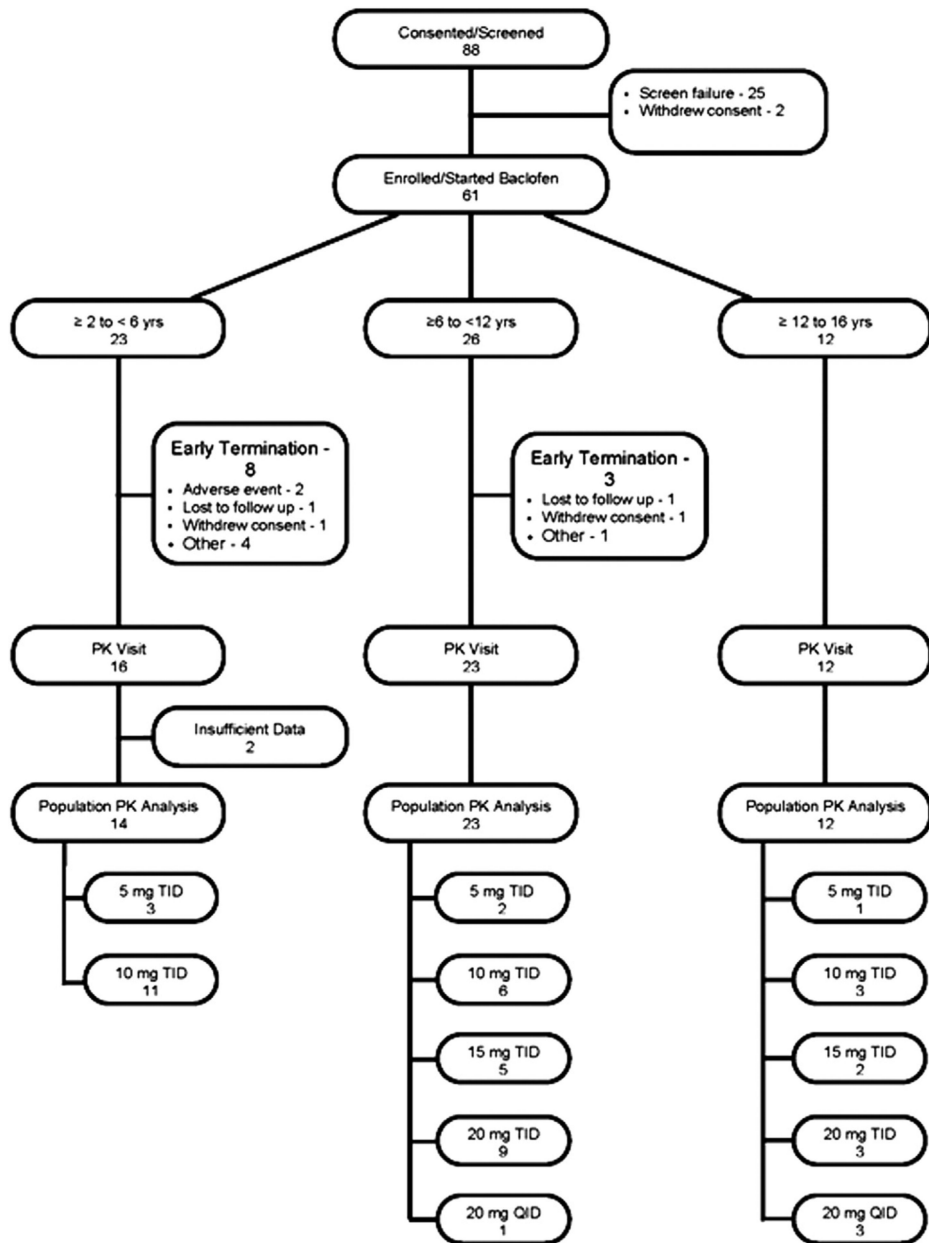 Consented/Screened
88
• Screen failure - 25
• Withdrew consent - 2
Enrolled/Started Baclofen
61
≥ 2 to < 6 yrs
23
≥6 to <12 yrs
26
≥ 12 to 16 yrs
12
Early Termination -
8
• Adverse event - 2
• Lost to follow up - 1
• Withdrew consent - 1
• Other - 4
Early Termination -
3
• Lost to follow up - 1
• Withdrew consent - 1
• Other - 1
PK Visit
16
PK Visit
23
PK Visit
12
Insufficient Data
2
Population PK Analysis
14
Population PK Analysis
23
Population PK Analysis
12
5 mg TID
3
5 mg TID
2
5 mg TID
1
10 mg TID
11
10 mg TID
6
10 mg TID
3
15 mg TID
5
15 mg TID
2
20 mg TID
9
20 mg TID
3
20 mg QID
1
20 mg QID
3